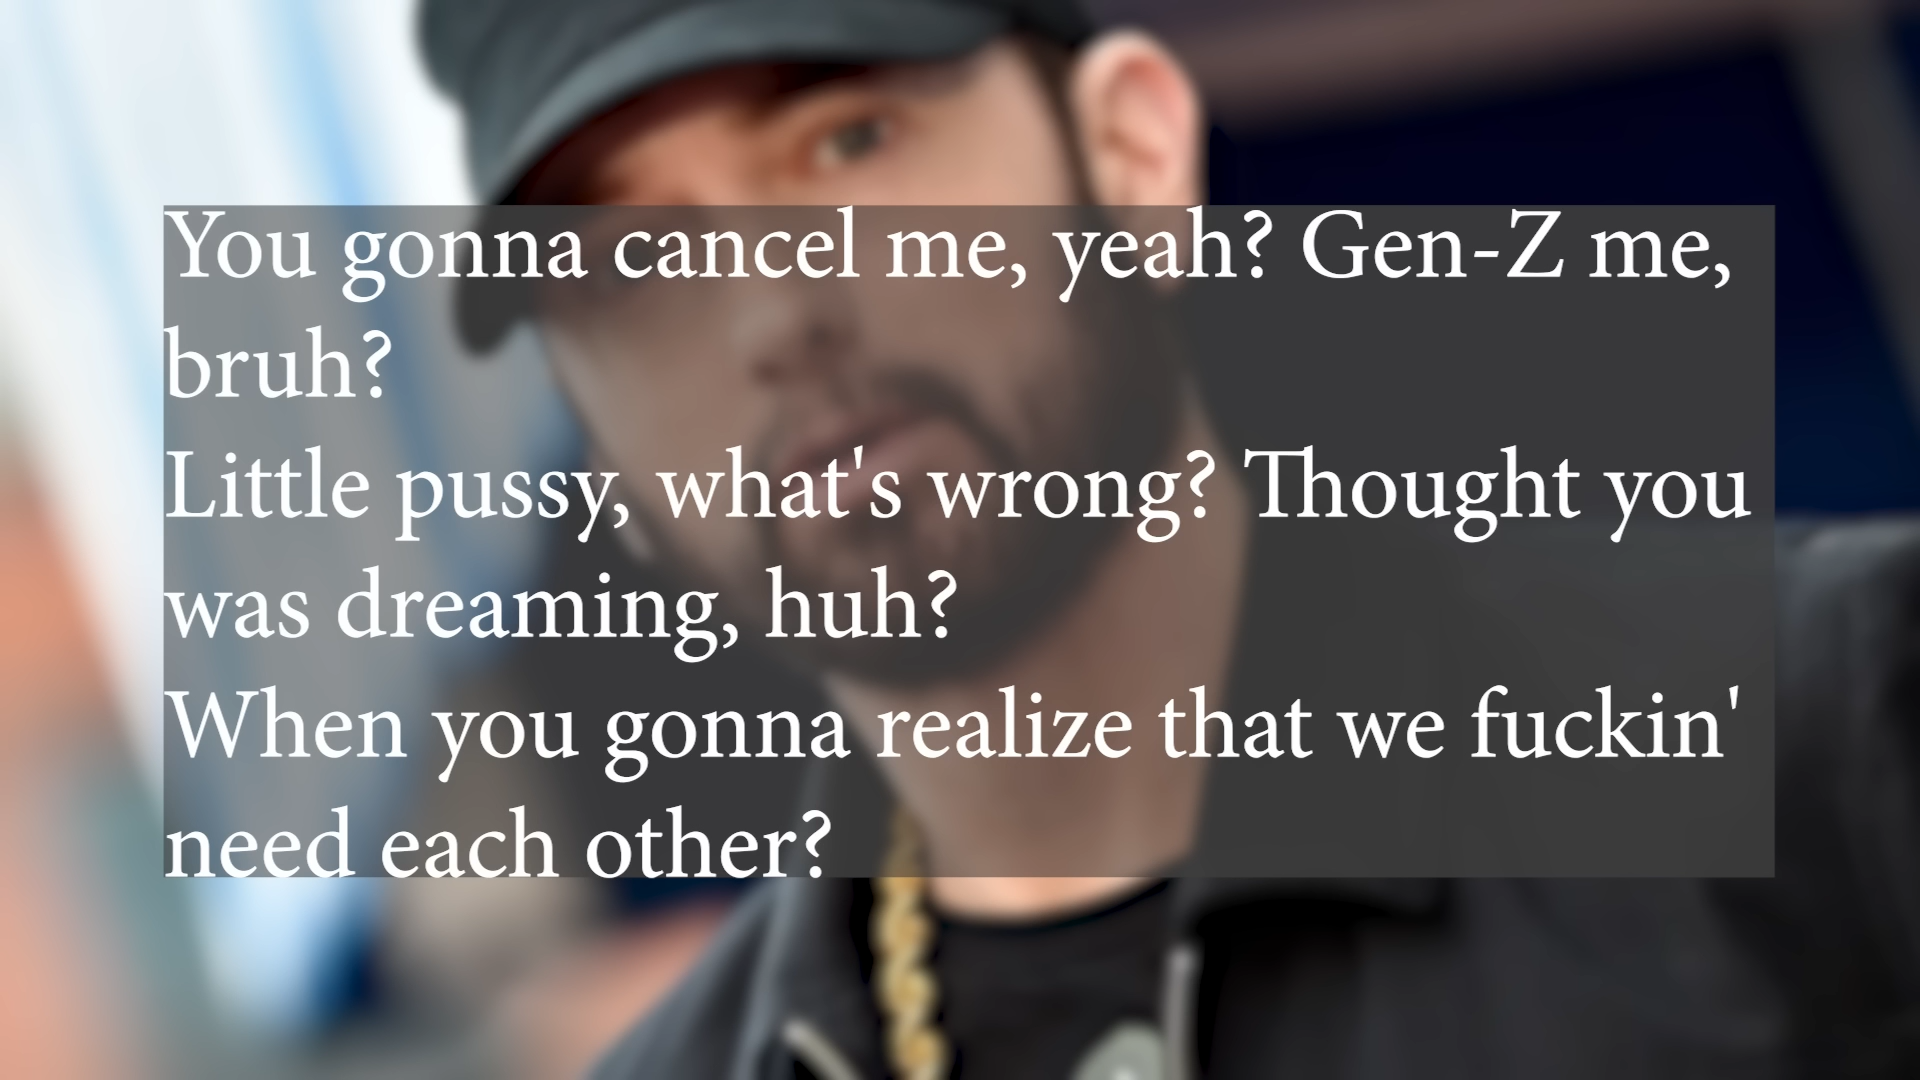 You gonna cancel me, yeah? Gen-Z me,
bruh?
Little pussy, what's wrong? Thought you
was dreaming, huh?
When you gonna realize that we fuckin'
need each other?